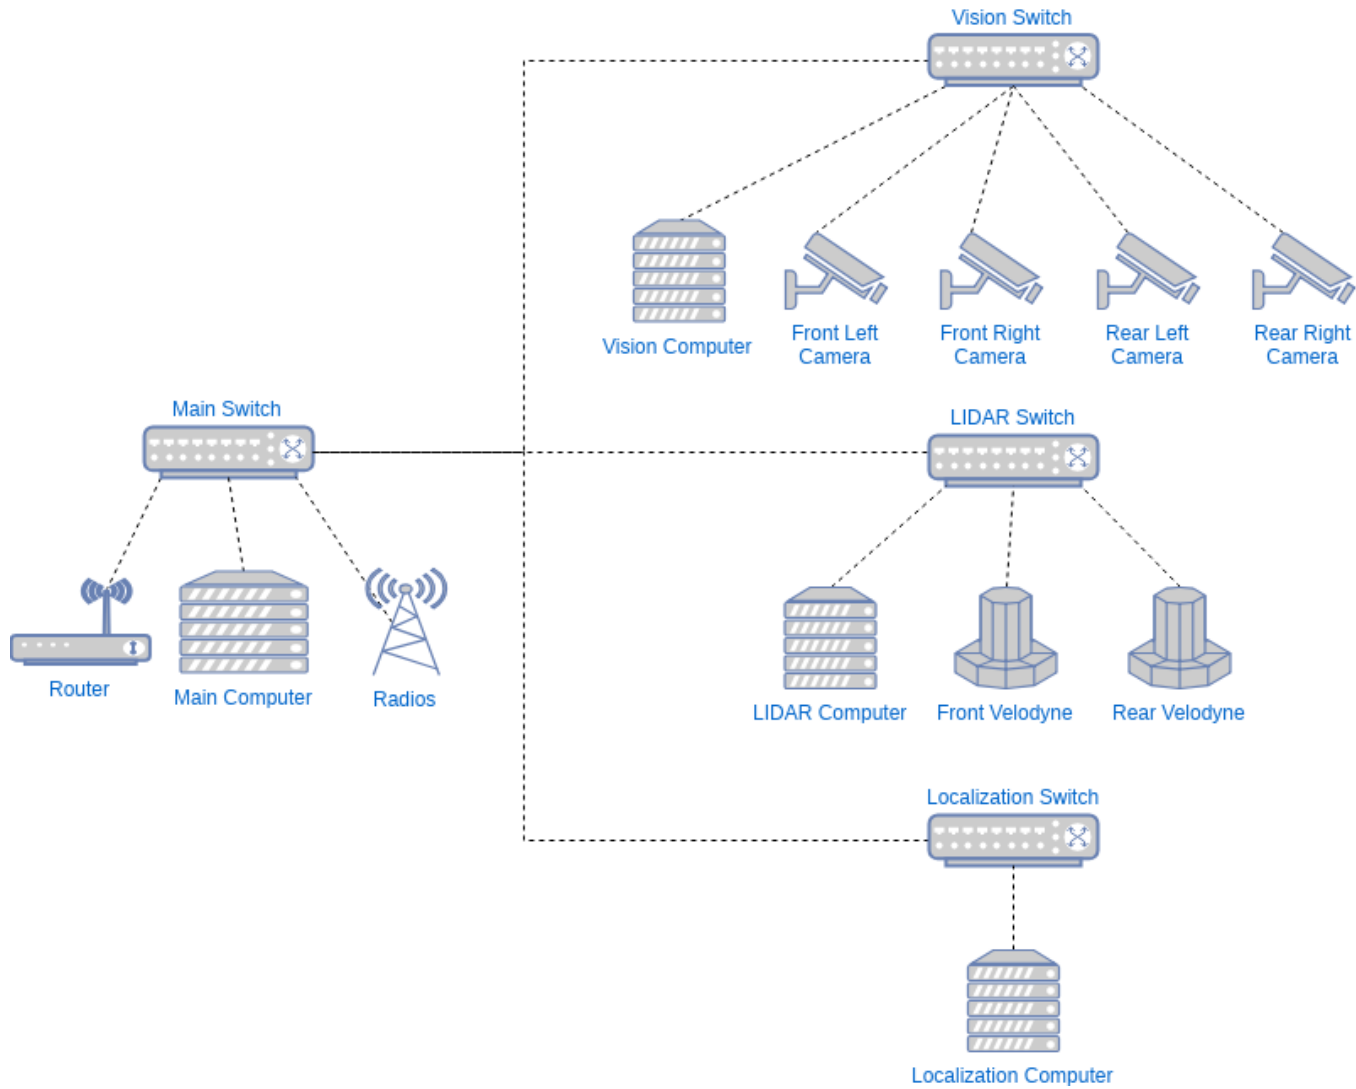 Vision Switch
Vision Computer
Front Left
Camera
Front Right
Camera
Rear Left
Camera
Rear Right
Camera
Main Switch
LIDAR Switch
Router
Main Computer
Radios
LIDAR Computer
Front Velodyne
Rear Velodyne
Localization Switch
Localization Computer